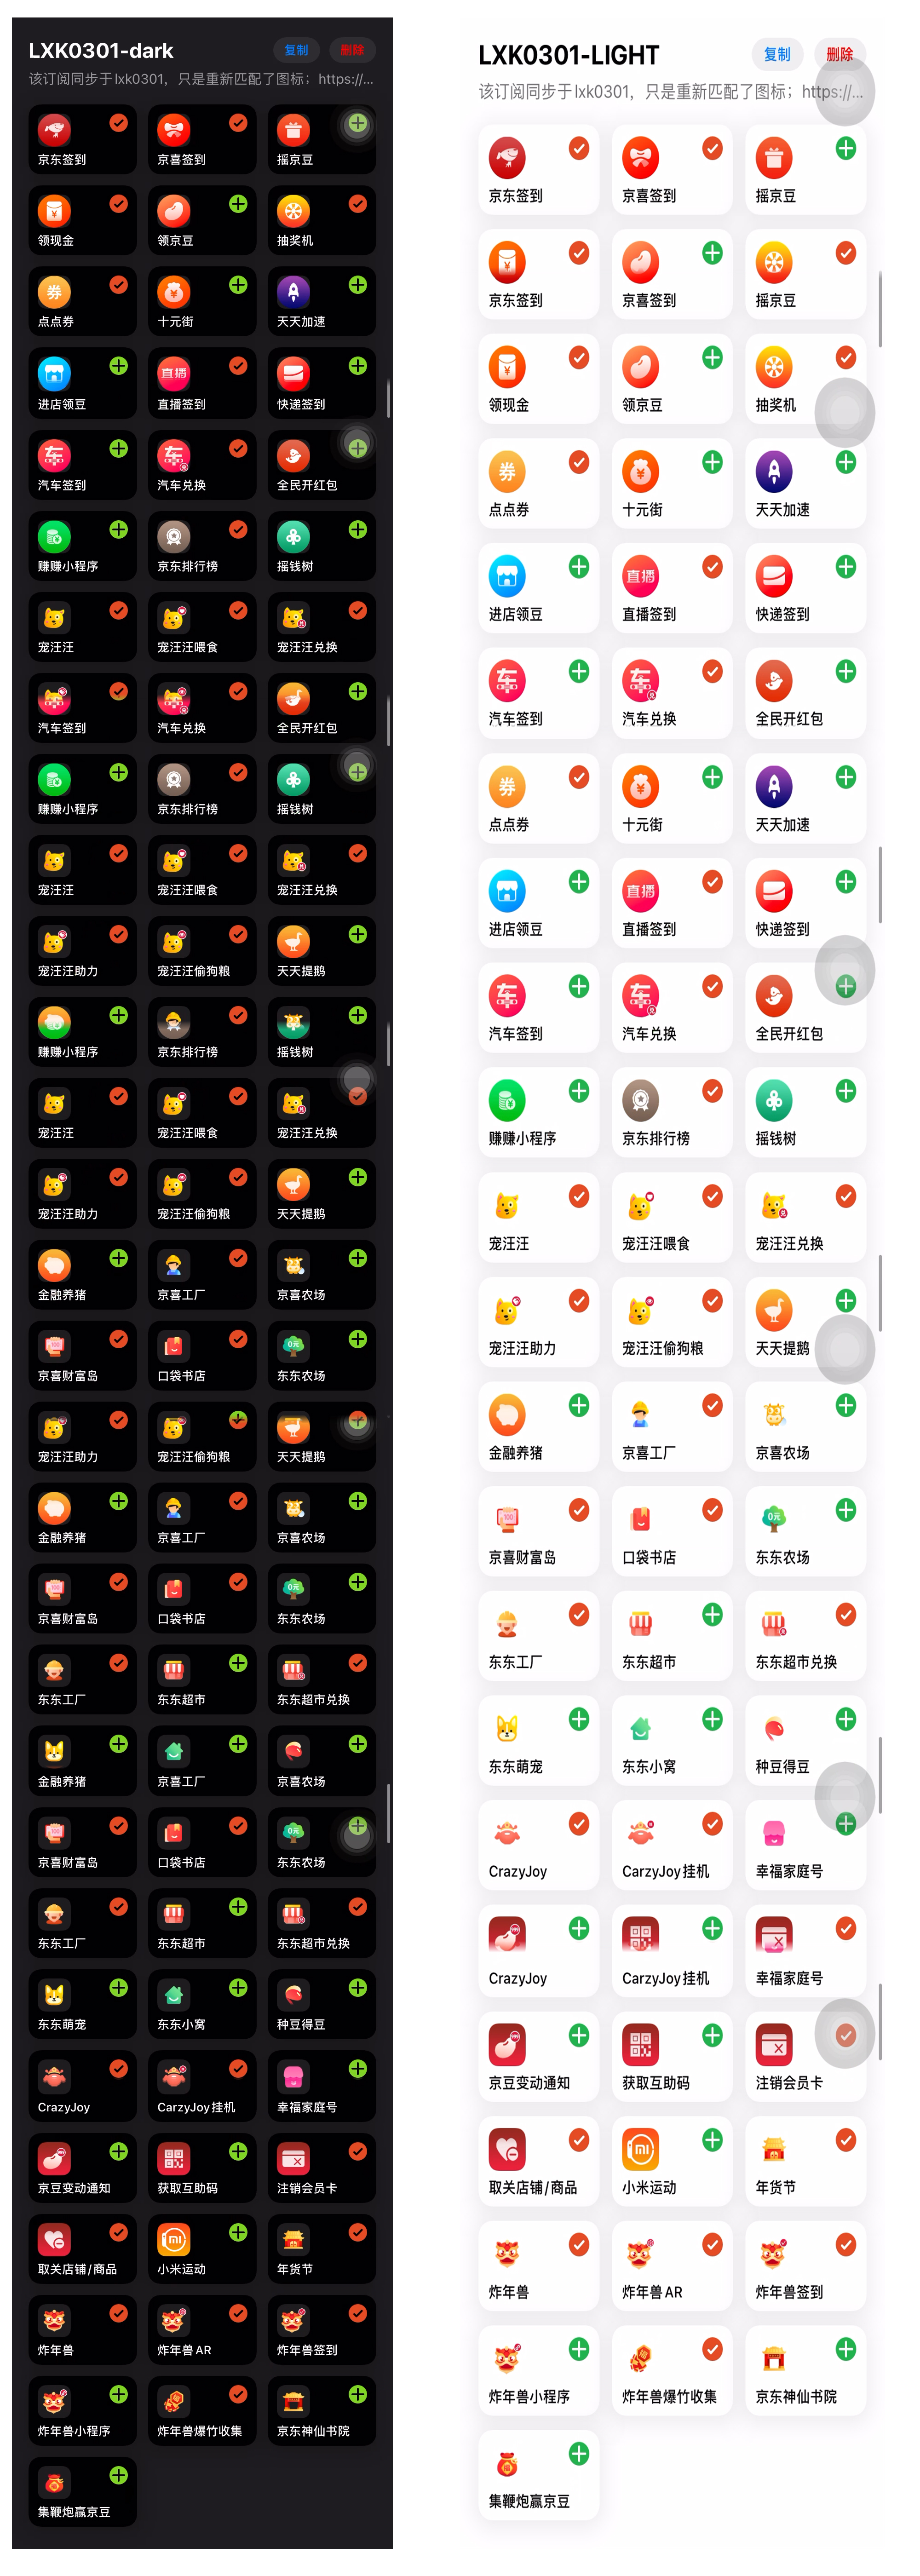 LXK0301-dark 复制 删除
该订阅同步于lxk0301，只是重新匹配了图标；https://...
京东签到 京喜签到 摇京豆
领现金 领京豆 抽奖机
券
点点券 十元街 天天加速
直播
进店领豆 直播签到 快递签到
车 车
汽车签到 汽车兑换 全民开红包
赚赚小程序 京东排行榜 摇钱树
宠汪汪 宠汪汪喂食 宠汪汪兑换
汽车签到 汽车兑换 全民开红包
赚赚小程序 京东排行榜 摇钱树
宠汪汪 宠汪汪喂食 宠汪汪兑换
宠汪汪助力 宠汪汪偷狗粮 天天提鹅
赚赚小程序 京东排行榜 摇钱树
宠汪汪 宠汪汪喂食 宠汪汪兑换
宠汪汪助力 宠汪汪偷狗粮 天天提鹅
金融养猪 京喜工厂 京喜农场
0元
京喜财富岛 口袋书店 东东农场
宠汪汪助力 宠汪汪偷狗粮 天天提鹅
金融养猪 京喜工厂 京喜农场
0元
京喜财富岛 口袋书店 东东农场
东东工厂 东东超市 东东超市兑换
金融养猪 京喜工厂 京喜农场
0元
京喜财富岛 口袋书店 东东农场
东东工厂 东东超市 东东超市兑换
东东萌宠 东东小窝 种豆得豆
CrazyJoy CarzyJoy挂机 幸福家庭号
京豆变动通知 获取互助码 注销会员卡
取关店铺/商品 小米运动 年货节
炸年兽 炸年兽AR 炸年兽签到
炸年兽小程序 炸年兽爆竹收集 京东神仙书院
集鞭炮赢京豆
LXK0301-LIGHT 复制 删除
该订阅同步于lxk0301，只是重新匹配了图标；https://...
京东签到 京喜签到 摇京豆
京东签到 京喜签到 摇京豆
领现金 领京豆 抽奖机
券
点点券 十元街 天天加速
直播
进店领豆 直播签到 快递签到
车 车
汽车签到 汽车兑换 全民开红包
券
点点券 十元街 天天加速
直播
进店领豆 直播签到 快递签到
车 车
汽车签到 汽车兑换 全民开红包
赚赚小程序 京东排行榜 摇钱树
宠汪汪 宠汪汪喂食 宠汪汪兑换
宠汪汪助力 宠汪汪偷狗粮 天天提鹅
金融养猪 京喜工厂 京喜农场
100 0元
京喜财富岛 口袋书店 东东农场
东东工厂 东东超市 东东超市兑换
东东萌宠 东东小窝 种豆得豆
CrazyJoy CarzyJoy挂机 幸福家庭号
CrazyJoy CarzyJoy挂机 幸福家庭号
京豆变动通知 获取互助码 注销会员卡
取关店铺/商品 小米运动 年货节
炸年兽 炸年兽AR 炸年兽签到
炸年兽小程序 炸年兽爆竹收集 京东神仙书院
集鞭炮赢京豆